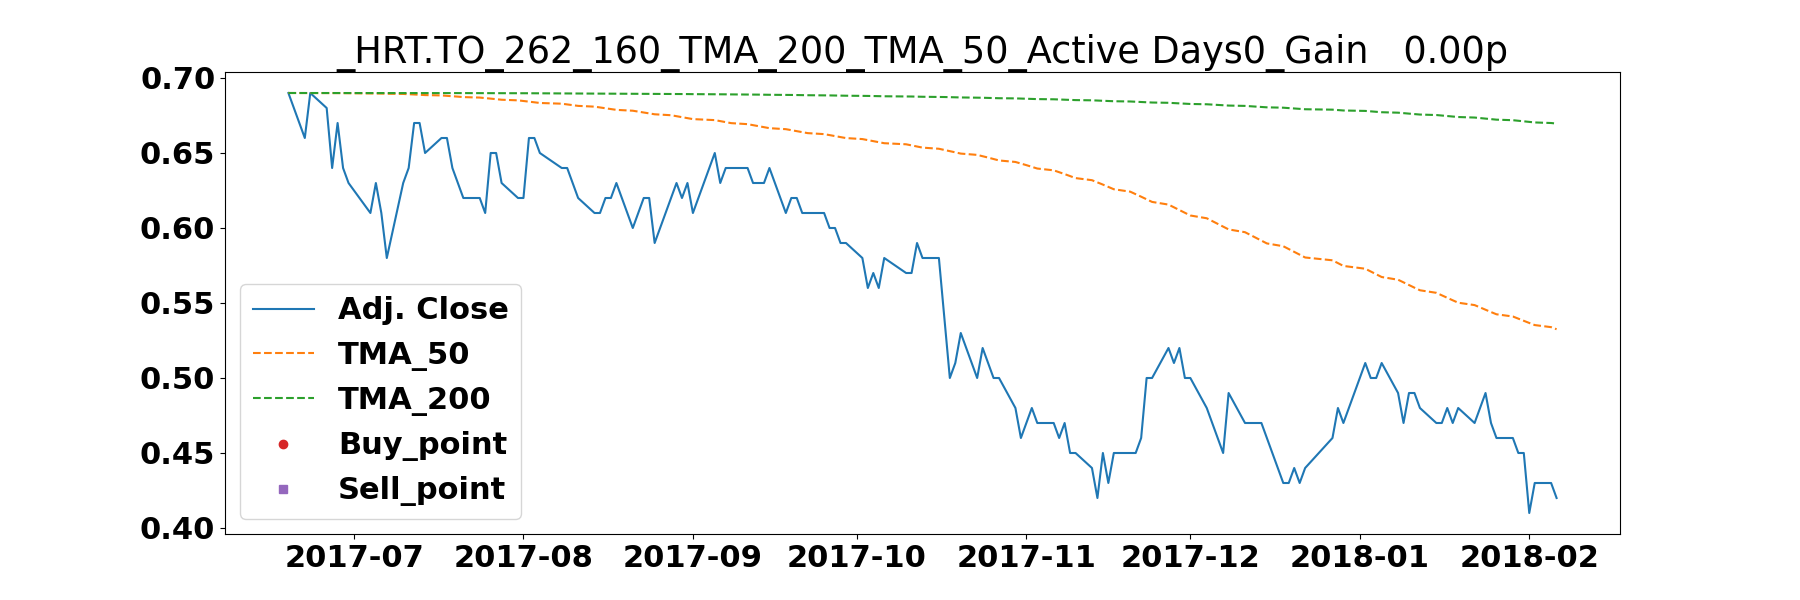 _HRT.TO_262_160_TMA_200_TMA_50_Active Days0_Gain   0.00p
0.70
0.65
0.60
0.55
0.50
0.45
0.40
Adj. Close
TMA_50
TMA_200
Buy_point
Sell_point
2017-07 2017-08 2017-09 2017-10 2017-11 2017-12 2018-01 2018-02